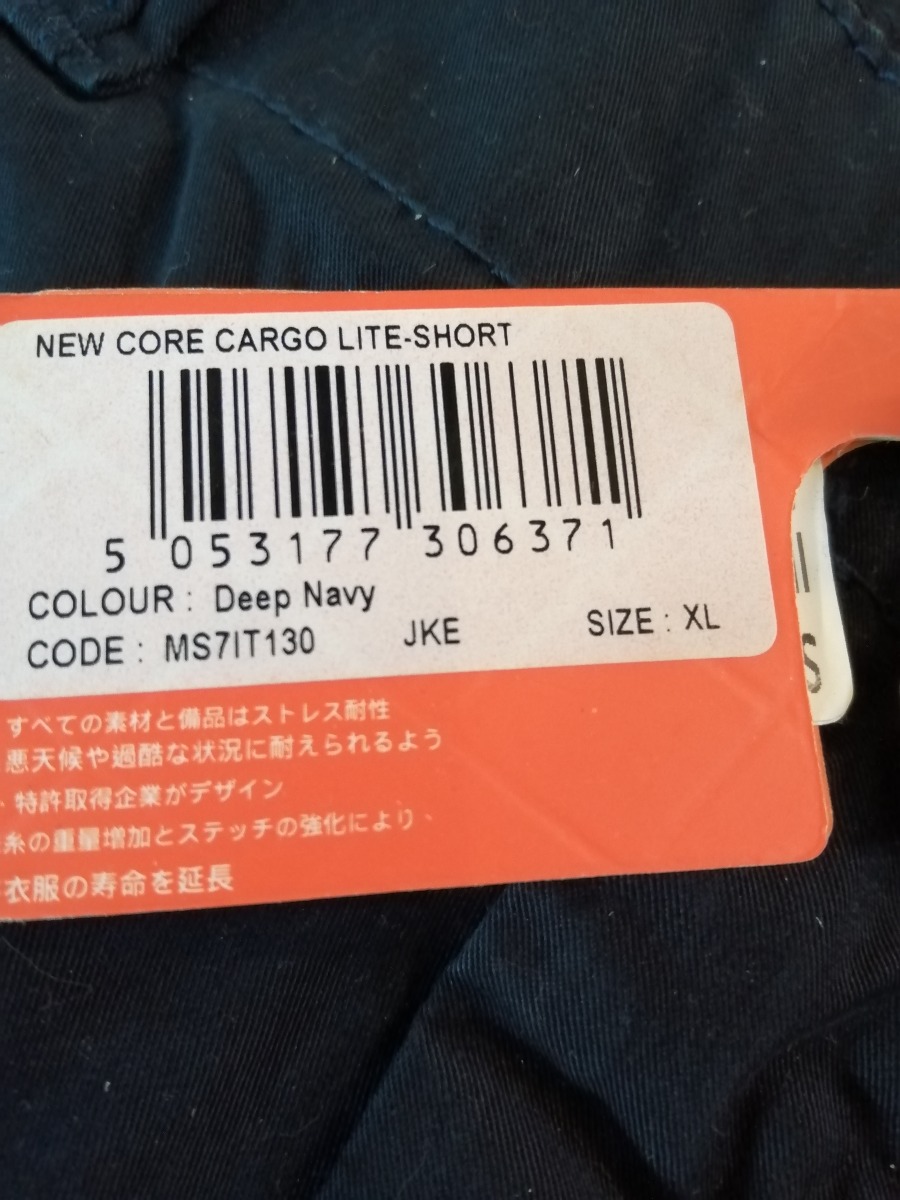 NEW CORE CARGO LITE-SHORT
5 053177 306371
COLOUR : Deep Navy
CODE : MS7IT130 JKE SIZE : XL
すべての素材と備品はストレス耐性
悪天候や過酷な状況に耐えられるよう
・特許取得企業がデザイン
糸の重量増加とステッチの強化により、
衣服の寿命を延長
S